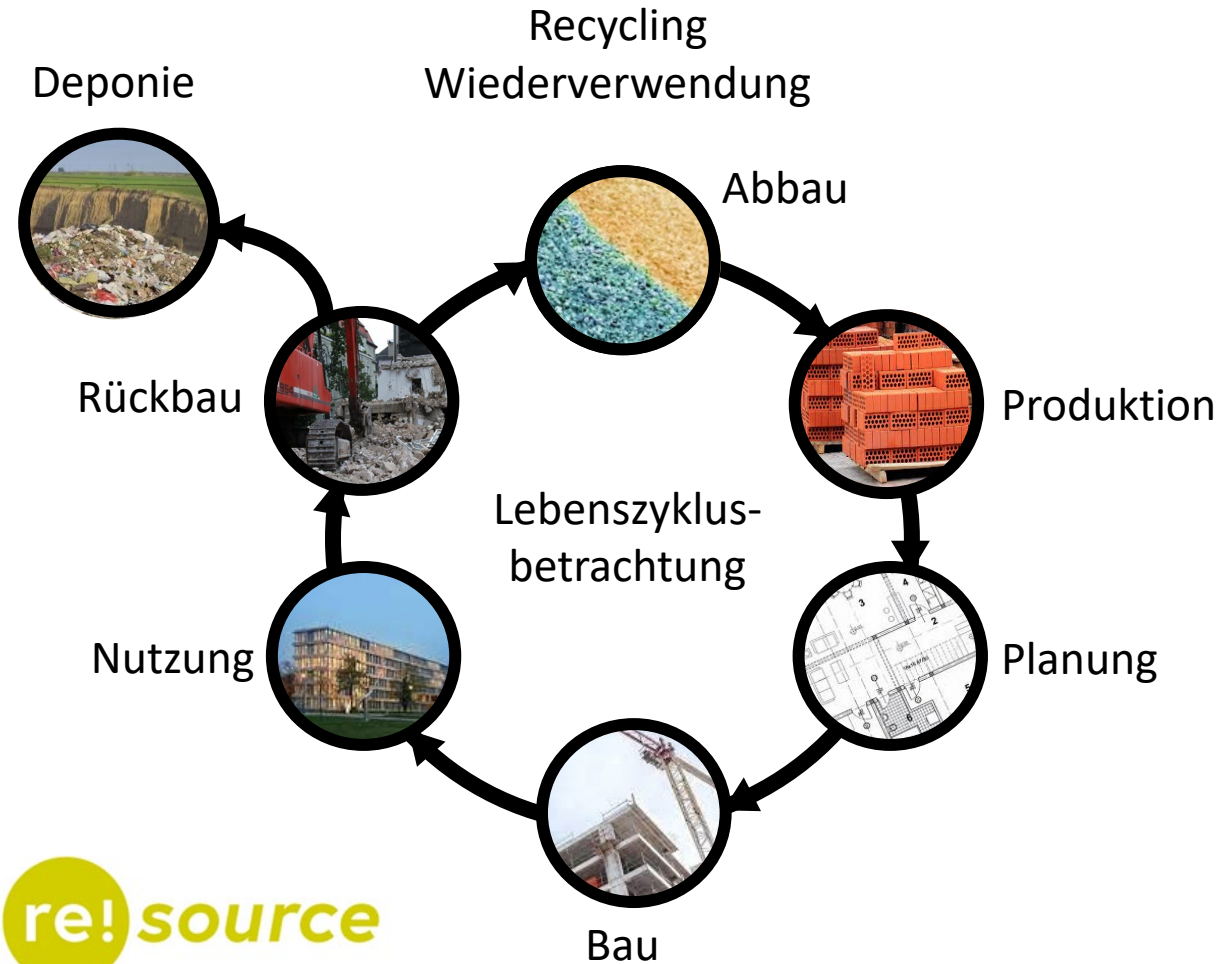 Recycling
Wiederverwendung
Deponie
Abbau
Rückbau
Produktion
Lebenszyklus-
betrachtung
Nutzung
Planung
Bau
re!source